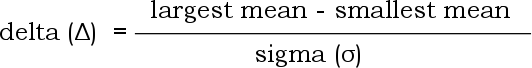 largest mean - smallest mean
delta (Δ) =
sigma (σ)